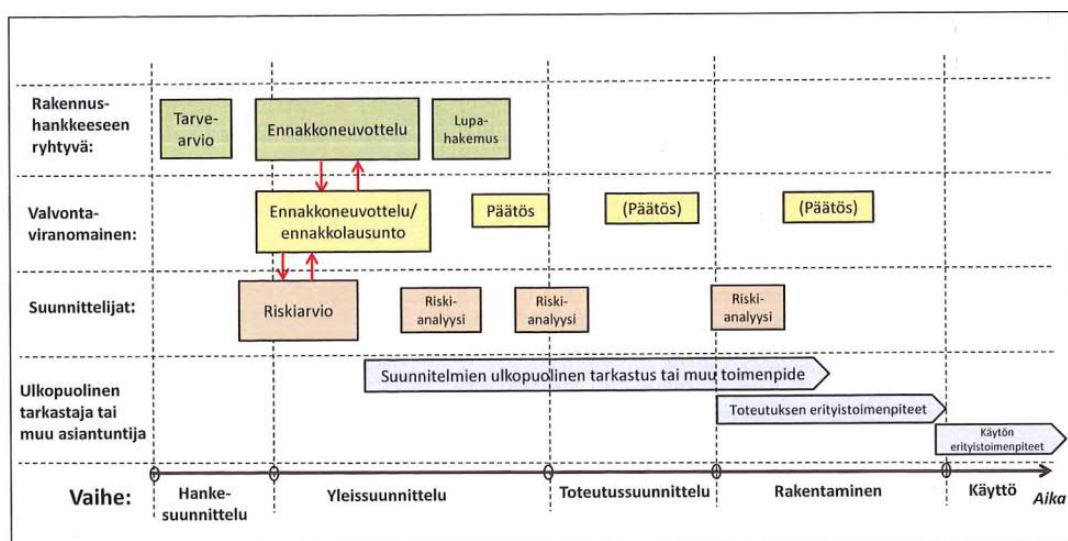 Rakennus-
hankkeeseen
ryhtyvä:
Tarve-
arvio
Ennakkoneuvottelu
Lupa-
hakemus
Valvonta-
viranomainen:
Ennakkoneuvottelu/
ennakkolausunto
Päätös
(Päätös)
(Päätös)
Suunnittelijat:
Riskiarvio
Riski-
analyysi
Riski-
analyysi
Riski-
analyysi
Ulkopuolinen
tarkastaja tai
muu asiantuntija
Suunnitelmien ulkopuolinen tarkastus tai muu toimenpide
Toteutuksen erityistoimenpiteet
Käytön
erityistoimenpiteet
Vaihe:
Hanke-
suunnittelu
Yleissuunnittelu
Toteutussuunnittelu
Rakentaminen
Käyttö
Aika